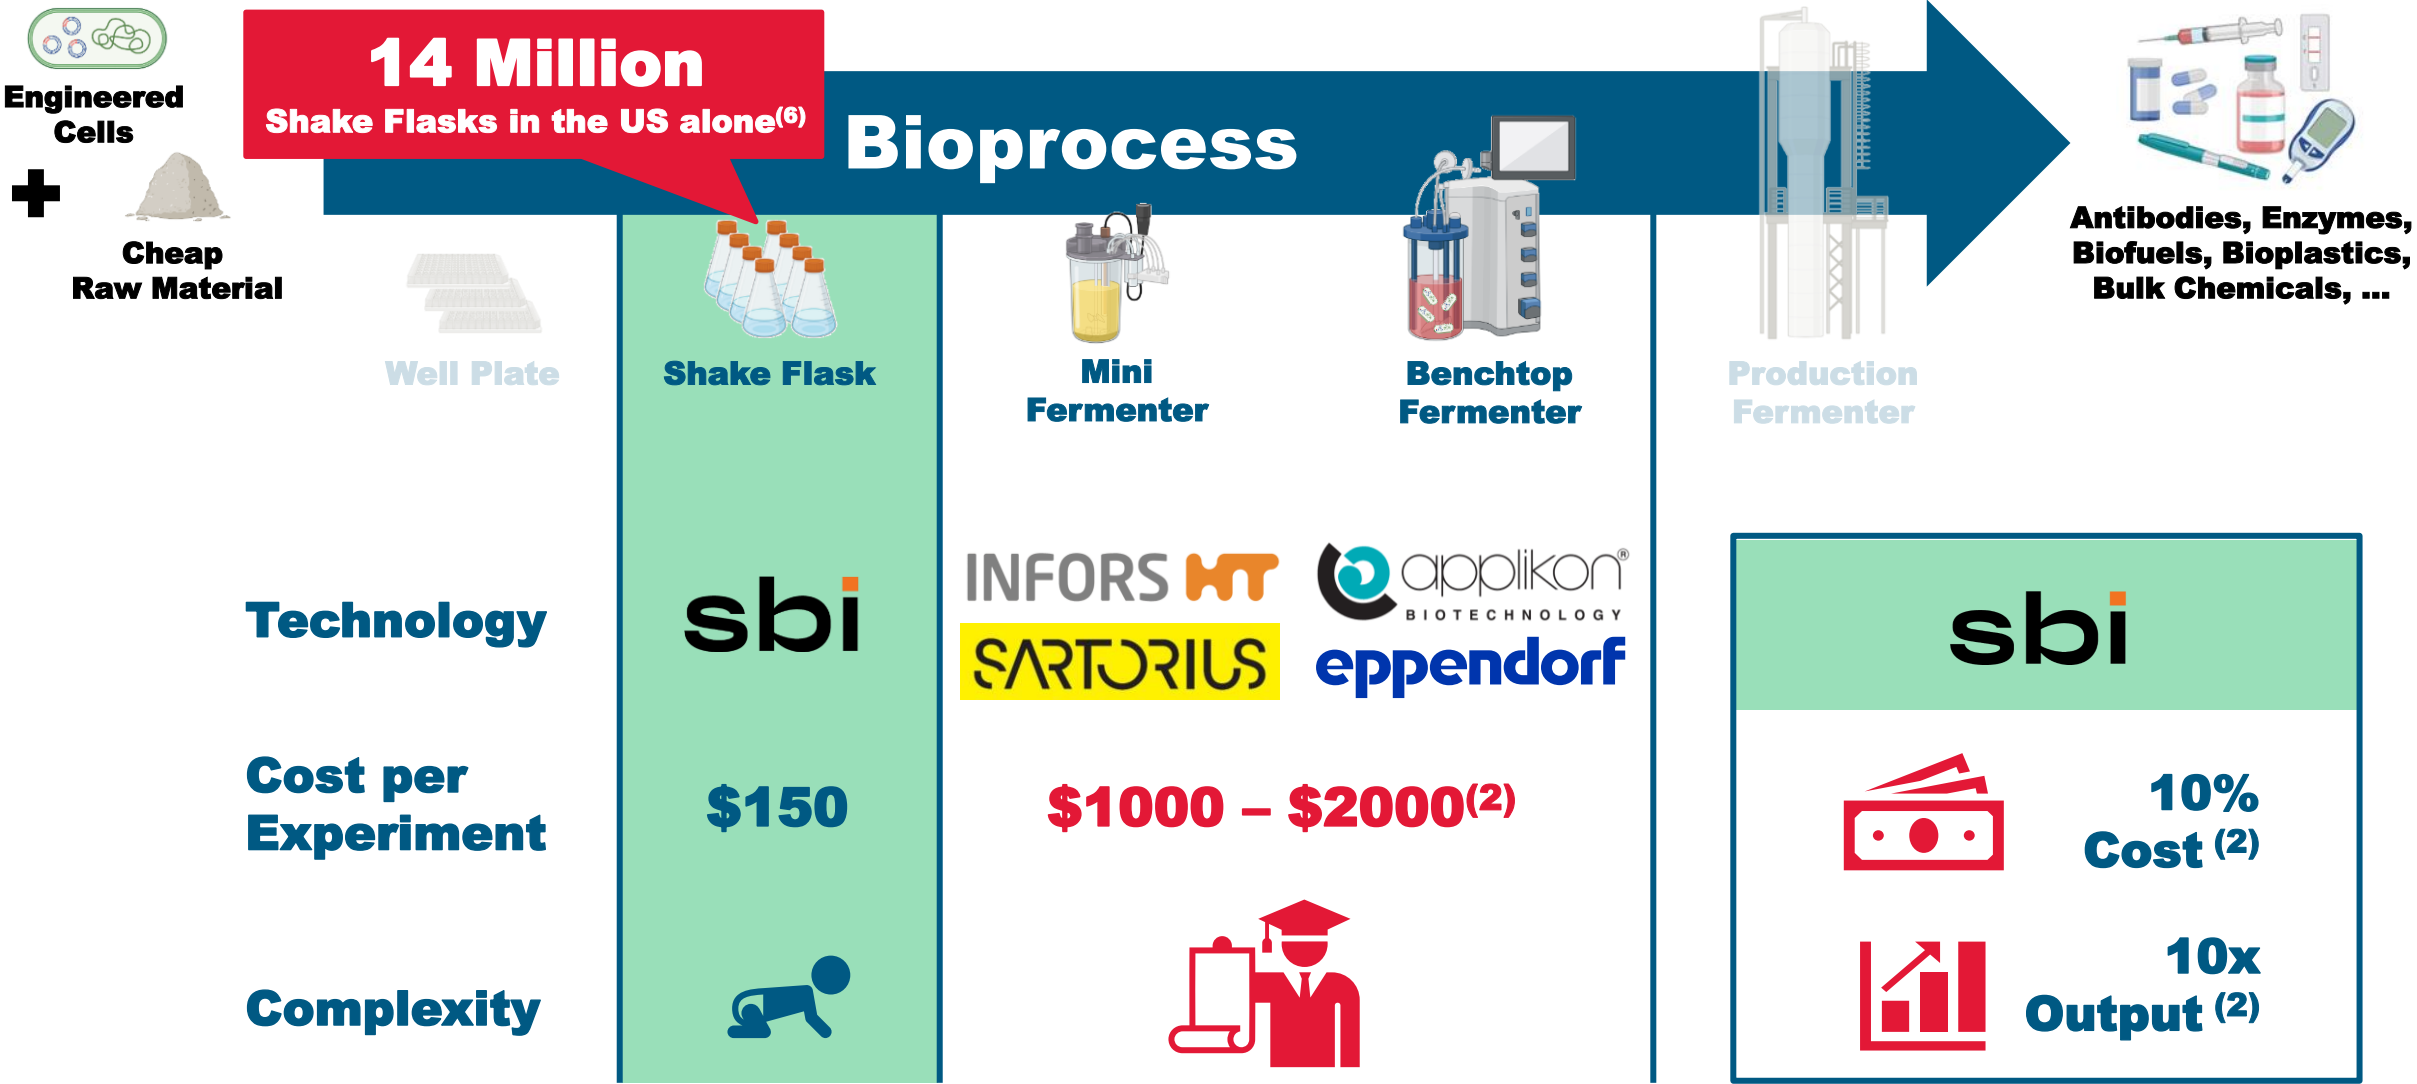 Engineered
Cells
Cheap
Raw Material
14 Million
Shake Flasks in the US alone(6)
Bioprocess
Antibodies, Enzymes,
Biofuels, Bioplastics,
Bulk Chemicals, ...
Well Plate
Shake Flask
Mini
Fermenter
Benchtop
Fermenter
Production
Fermenter
Technology
sbi
INFORS HT
applikon®
BIOTECHNOLOGY
SARTORIUS
eppendorf
Cost per
Experiment
$150
$1000 – $2000(2)
Complexity
sbi
10%
Cost (2)
10x
Output (2)